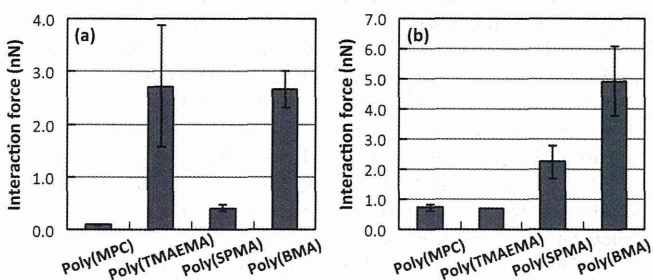 (a)
Interaction force (nN)
4.0
3.0
2.0
1.0
0.0
Poly(MPC)
Poly(TMAEMA)
Poly(SPMA)
Poly(BMA)
(b)
Interaction force (nN)
7.0
6.0
5.0
4.0
3.0
2.0
1.0
0.0
Poly(MPC)
Poly(TMAEMA)
Poly(SPMA)
Poly(BMA)